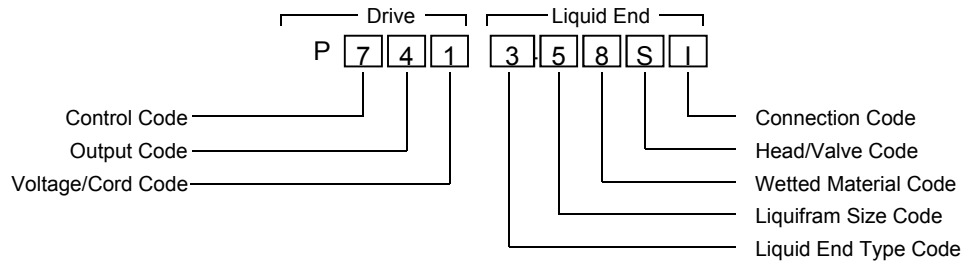 Drive Liquid End
P 7 4 1 3.5 8 S I
Control Code Connection Code
Output Code Head/Valve Code
Voltage/Cord Code Wetted Material Code
Liquifram Size Code
Liquid End Type Code